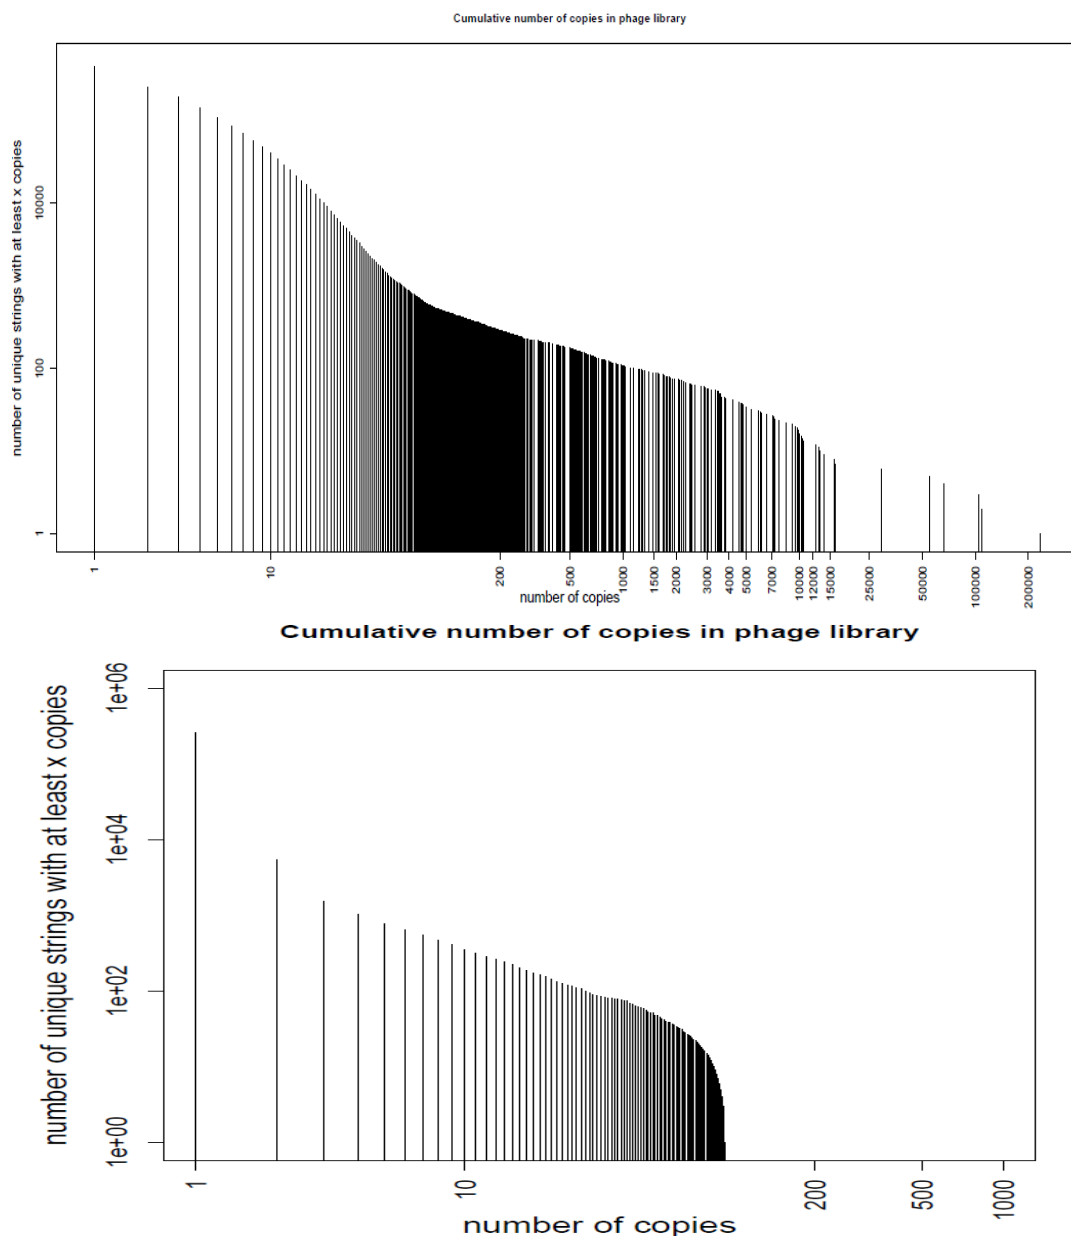 Cumulative number of copies in phage library
number of unique strings with at least x copies
10000
100
1
1 10 200 500 1000 1500 2000 3000 4000 5000 7000 10000 12000 15000 25000 50000 100000 200000
number of copies
Cumulative number of copies in phage library
number of unique strings with at least x copies
1e+06
1e+04
1e+02
1e+00
1 10 200 500 1000
number of copies